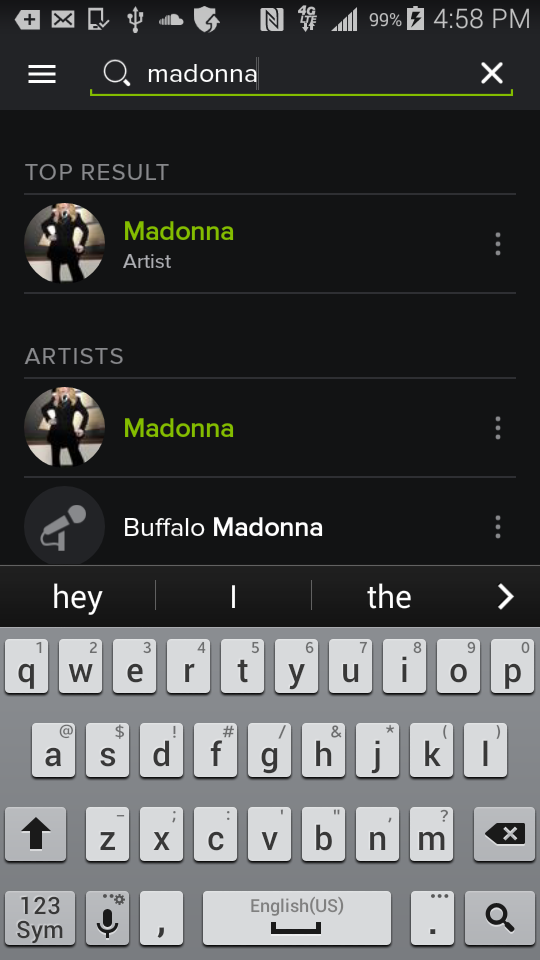 4G LTE 99% 4:58 PM
madonna
TOP RESULT
Madonna
Artist
ARTISTS
Madonna
Buffalo Madonna
hey I the
1 2 3 4 5 6 7 8 9 0
q w e r t y u i o p
@ $ ! # / & * ( )
a s d f g h j k l
_ ; : ' " , ?
z x c v b n m
123 Sym , English(US) .